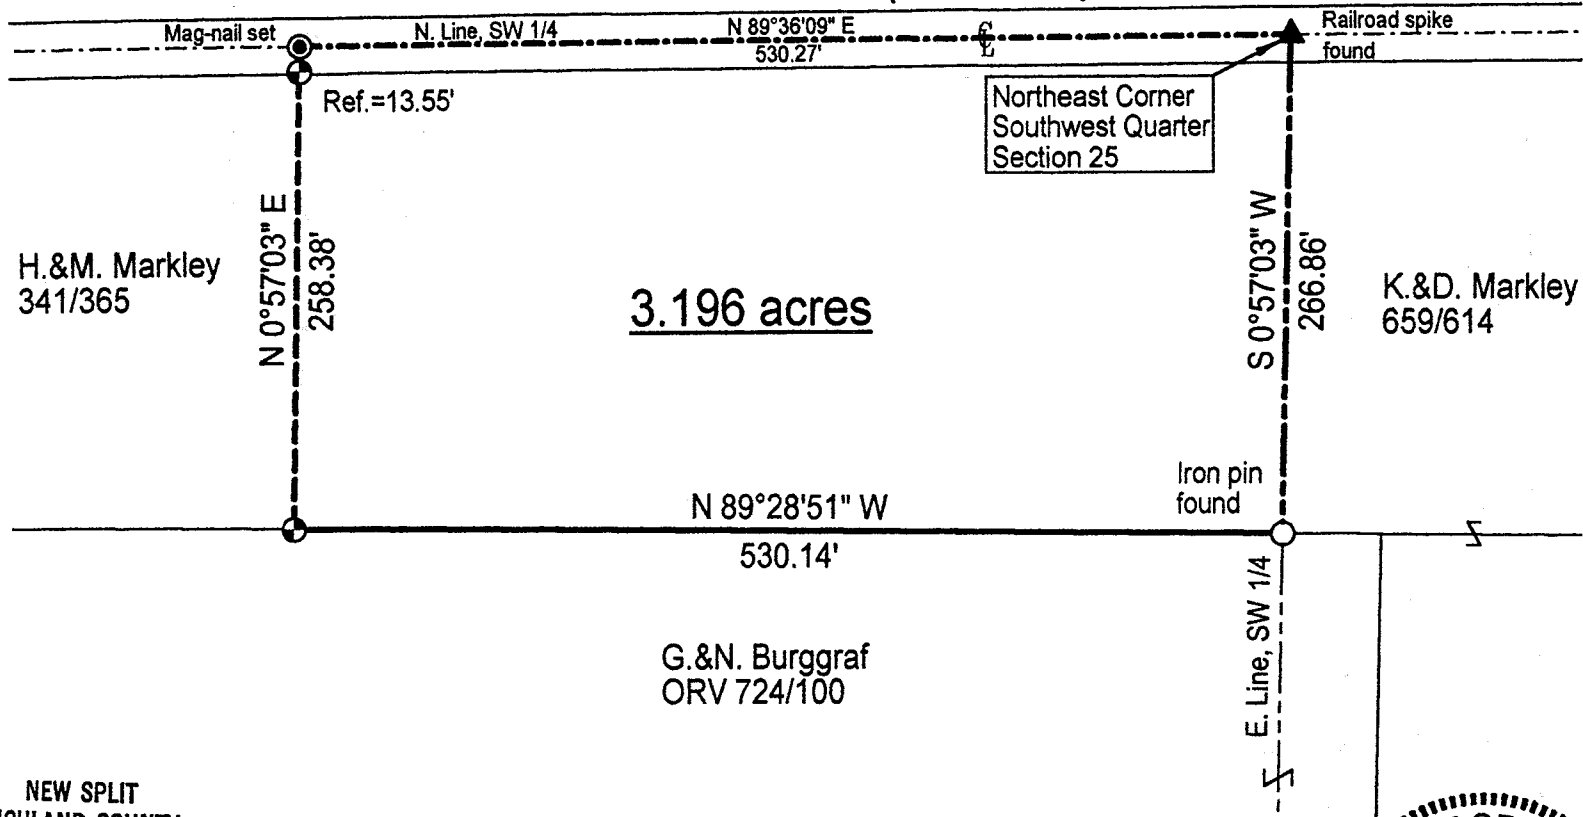 Mag-nail set
N. Line, SW 1/4
N 89°36'09" E
530.27'
Railroad spike
found
Ref.=13.55'
Northeast Corner
Southwest Quarter
Section 25
H.&M. Markley
341/365
N 0°57'03" E
258.38'
3.196 acres
S 0°57'03" W
266.86'
K.&D. Markley
659/614
Iron pin
found
N 89°28'51" W
530.14'
E. Line, SW 1/4
G.&N. Burggraf
ORV 724/100
NEW SPLIT